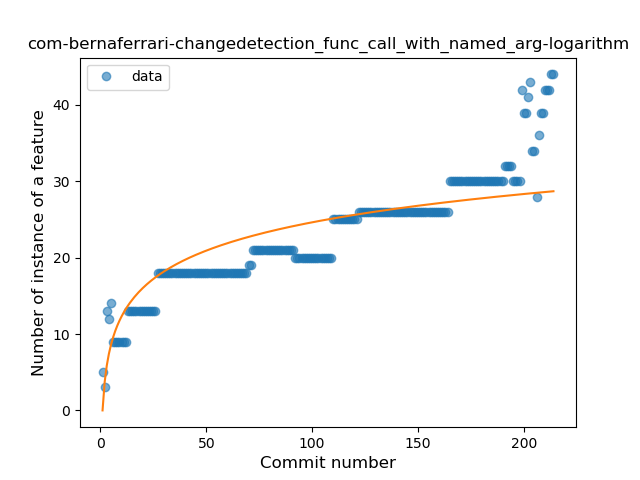 com-bernaferrari-changedetection_func_call_with_named_arg-logarithm
data
Number of instance of a feature
40
30
20
10
0
0 50 100 150 200
Commit number